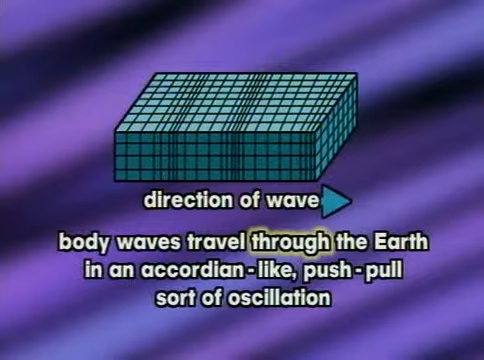 direction of wave
body waves travel through the Earth
in an accordian-like, push-pull
sort of oscillation